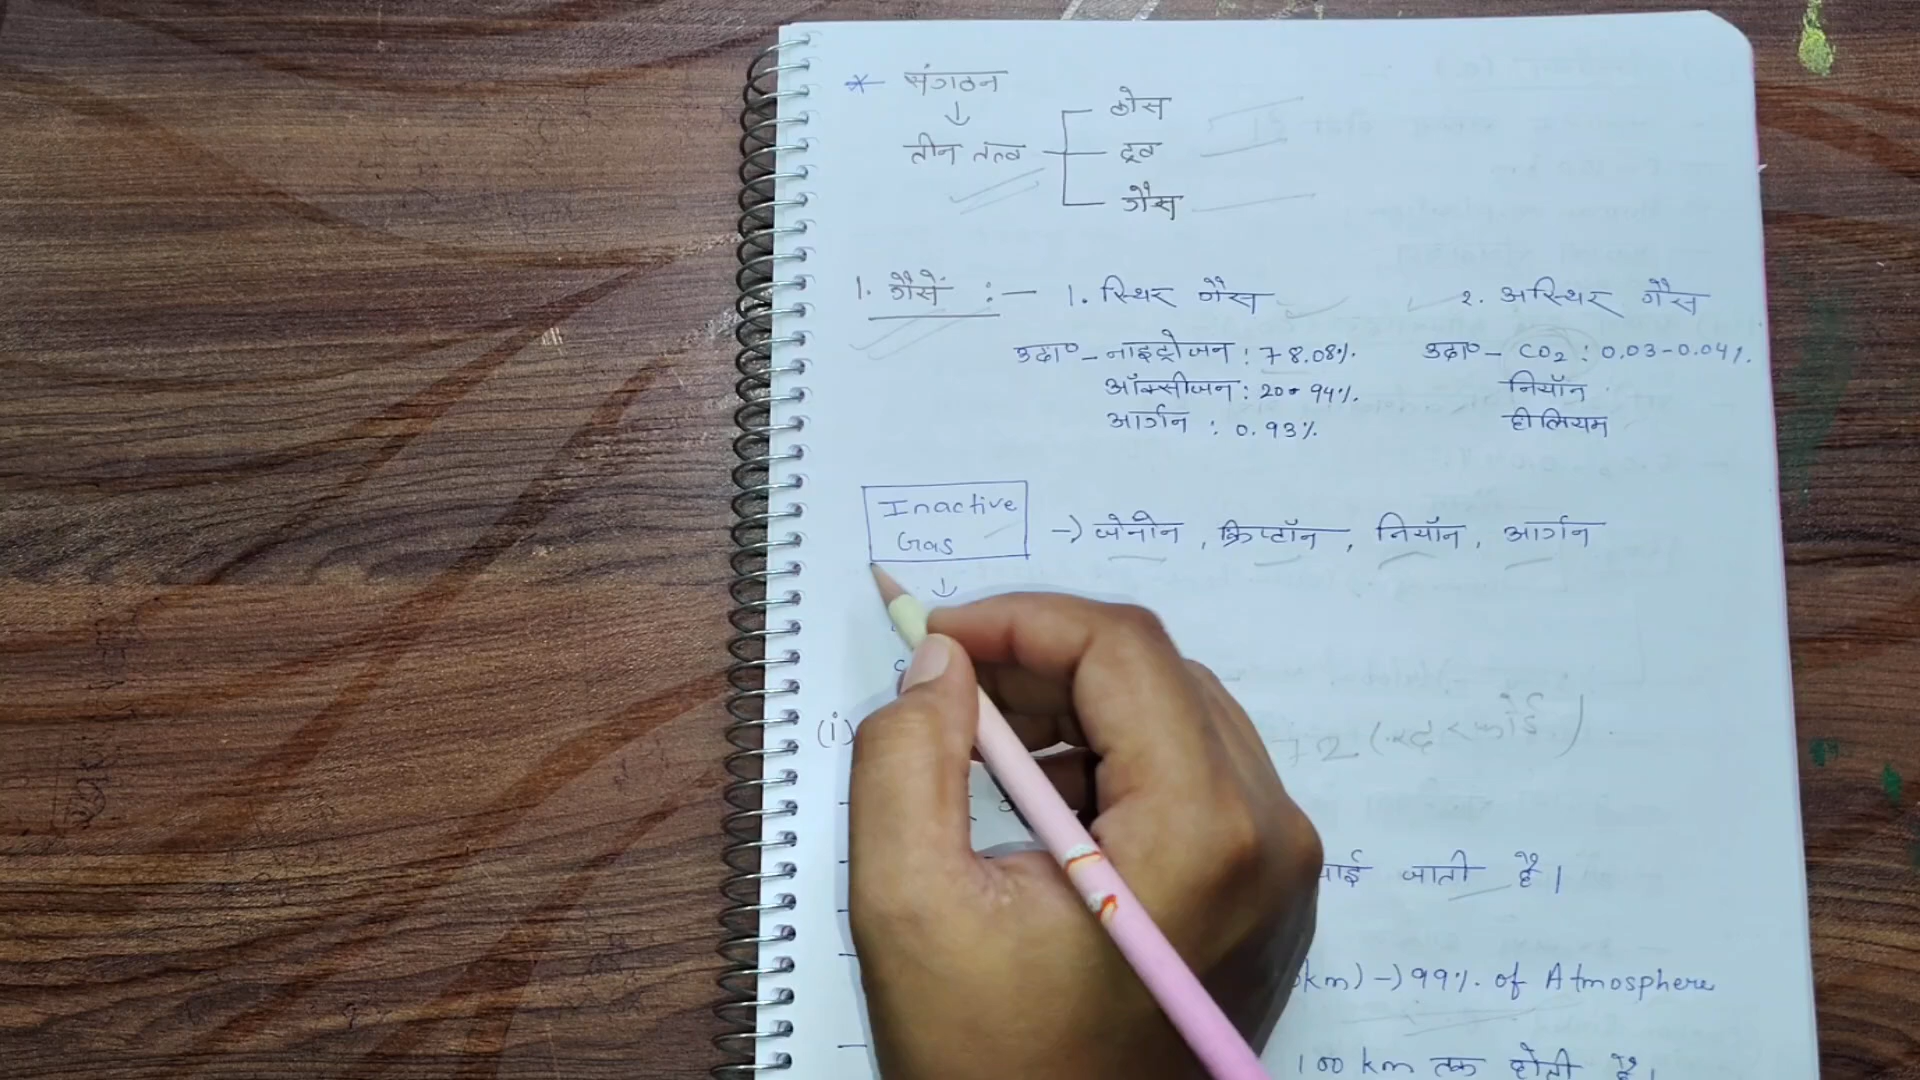 * संगठन
↓
तीन तत्व
ठोस
द्रव
गैस
1. गैसें :— 1. स्थिर गैस 2. अस्थिर गैस
उदा० – नाइट्रोजन : 78.08% उदा० – CO2 : 0.03-0.04%
ऑक्सीजन : 20.94% नियॉन
आर्गन : 0.93% हीलियम
Inactive
Gas
→ जेनोन, क्रिप्टॉन, नियॉन, आर्गन
↓
(i)
72
पाई जाती है।
km) → 99% of Atmosphere
100 km तक होती है।